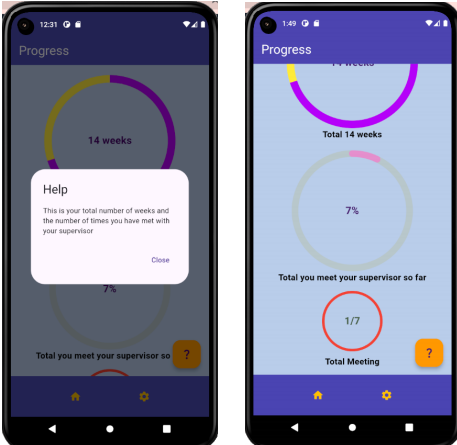 12:31
Progress
14 weeks
Help
This is your total number of weeks and
the number of times you have met with
your supervisor
Close
7%
Total you meet your supervisor so
?
1:49
Progress
14 weeks
Total 14 weeks
7%
Total you meet your supervisor so far
1/7
Total Meeting
?